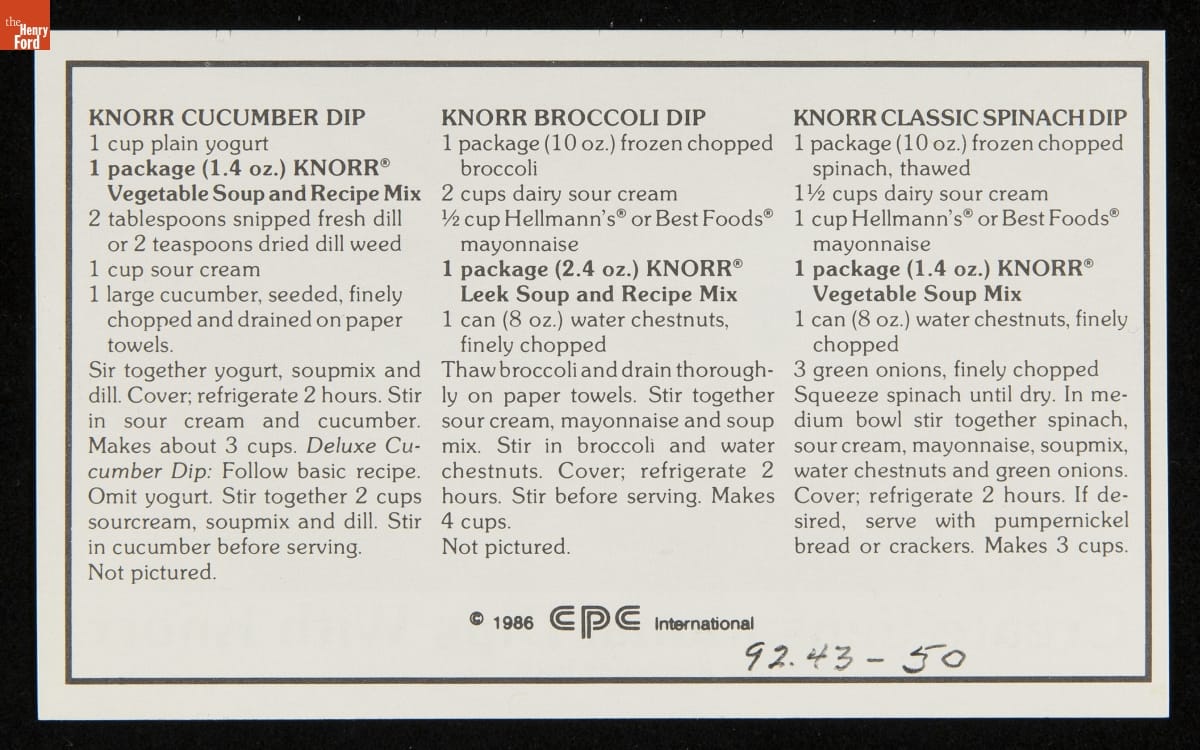 the
Henry
Ford
KNORR CUCUMBER DIP
1 cup plain yogurt
1 package (1.4 oz.) KNORR®
Vegetable Soup and Recipe Mix
2 tablespoons snipped fresh dill
or 2 teaspoons dried dill weed
1 cup sour cream
1 large cucumber, seeded, finely
chopped and drained on paper
towels.
Sir together yogurt, soupmix and
dill. Cover; refrigerate 2 hours. Stir
in sour cream and cucumber.
Makes about 3 cups. Deluxe Cu-
cumber Dip: Follow basic recipe.
Omit yogurt. Stir together 2 cups
sourcream, soupmix and dill. Stir
in cucumber before serving.
Not pictured.
KNORR BROCCOLI DIP
1 package (10 oz.) frozen chopped
broccoli
2 cups dairy sour cream
½ cup Hellmann's® or Best Foods®
mayonnaise
1 package (2.4 oz.) KNORR®
Leek Soup and Recipe Mix
1 can (8 oz.) water chestnuts,
finely chopped
Thaw broccoli and drain thorough-
ly on paper towels. Stir together
sour cream, mayonnaise and soup
mix. Stir in broccoli and water
chestnuts. Cover; refrigerate 2
hours. Stir before serving. Makes
4 cups.
Not pictured.
KNORR CLASSIC SPINACH DIP
1 package (10 oz.) frozen chopped
spinach, thawed
1½ cups dairy sour cream
1 cup Hellmann's® or Best Foods®
mayonnaise
1 package (1.4 oz.) KNORR®
Vegetable Soup Mix
1 can (8 oz.) water chestnuts, finely
chopped
3 green onions, finely chopped
Squeeze spinach until dry. In me-
dium bowl stir together spinach,
sour cream, mayonnaise, soupmix,
water chestnuts and green onions.
Cover; refrigerate 2 hours. If de-
sired, serve with pumpernickel
bread or crackers. Makes 3 cups.
© 1986 CPC International
92.43-50